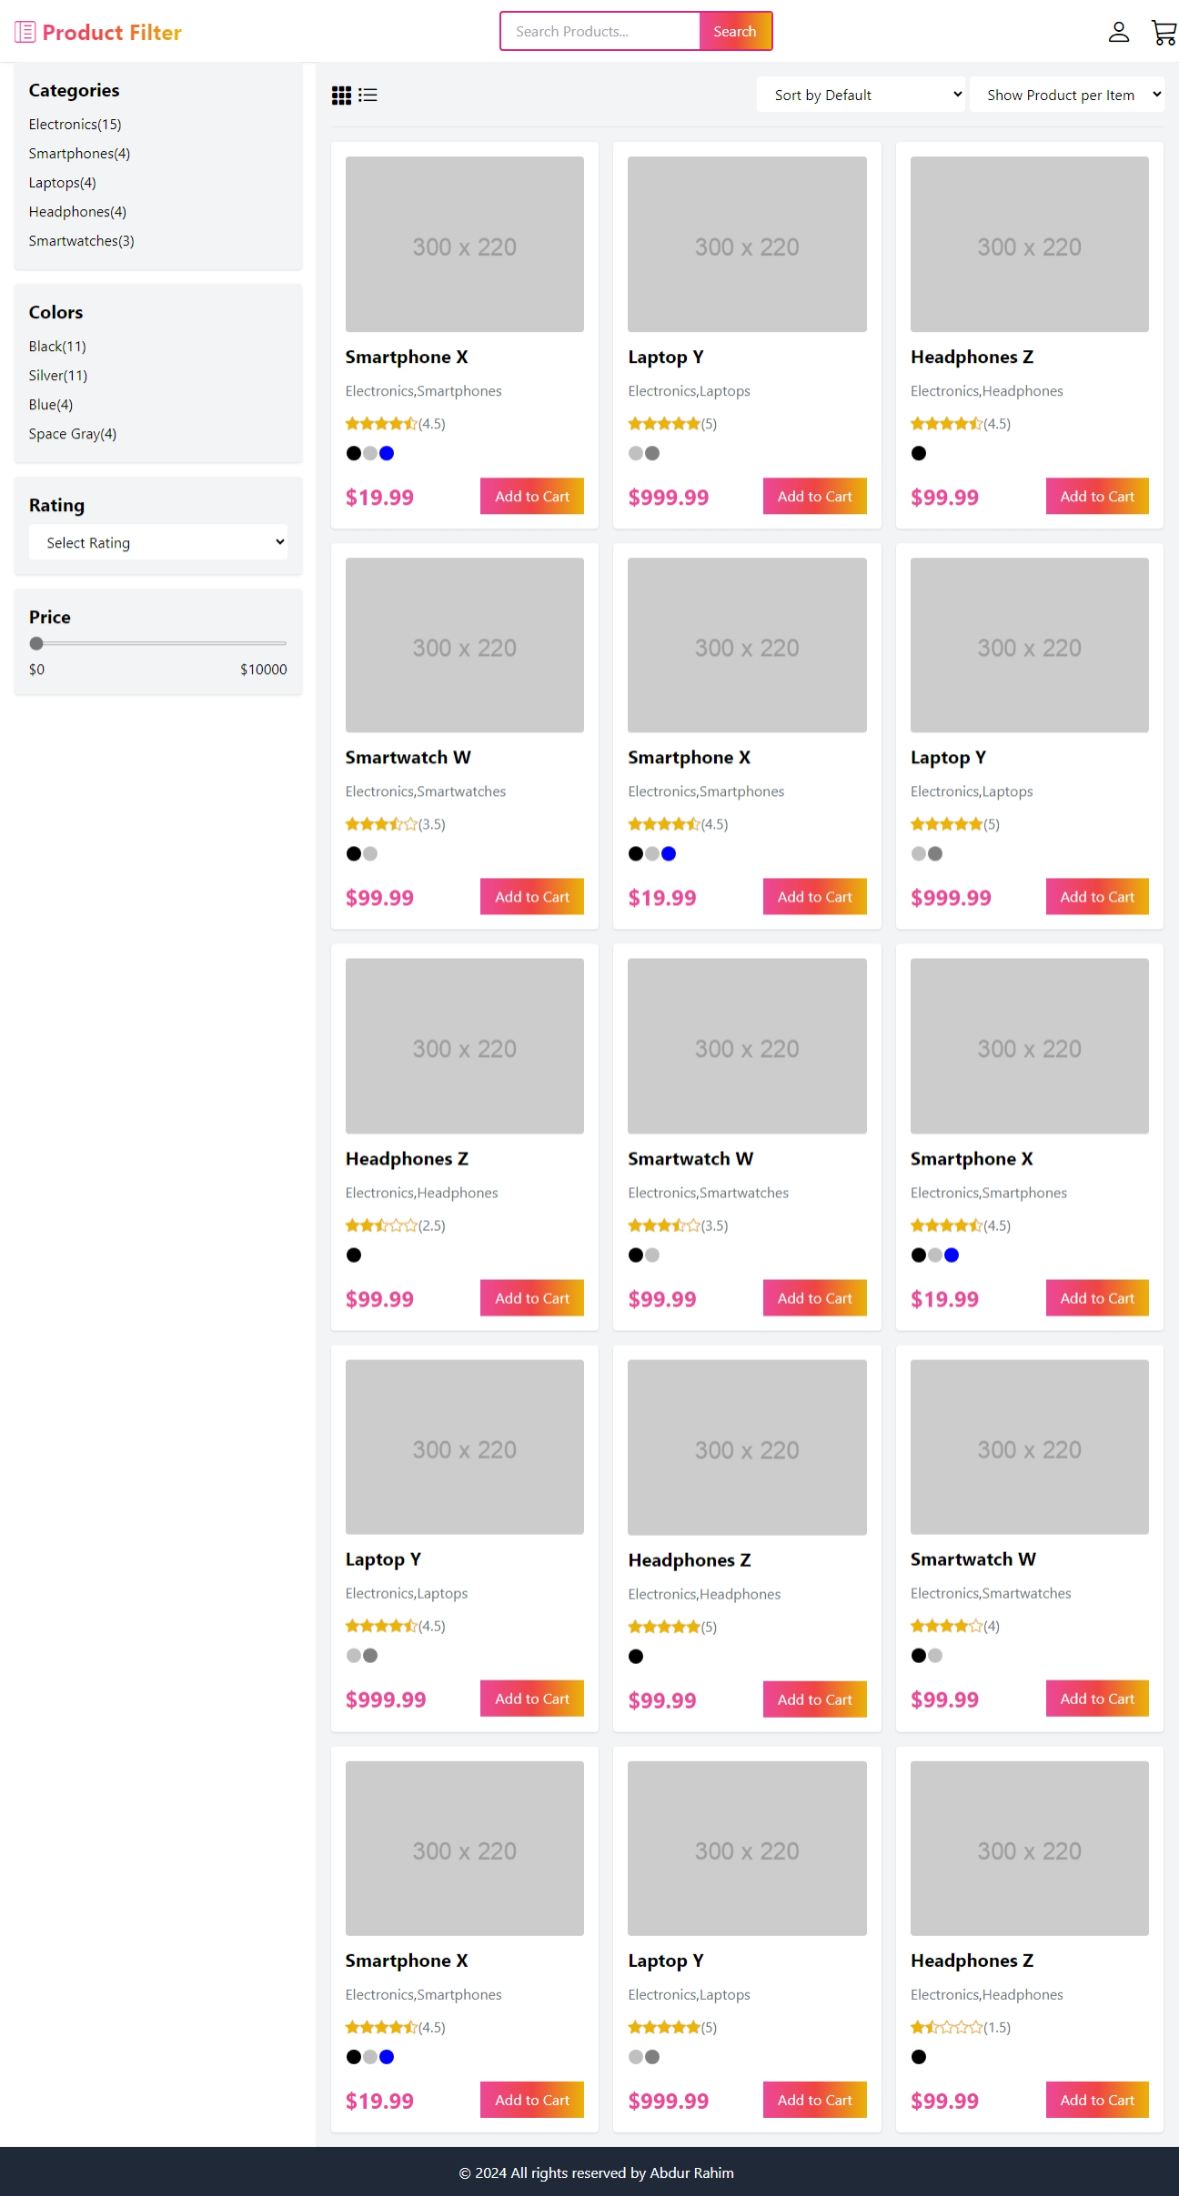 Product Filter
Search Products...
Search
Categories
Electronics(15)
Smartphones(4)
Laptops(4)
Headphones(4)
Smartwatches(3)
Colors
Black(11)
Silver(11)
Blue(4)
Space Gray(4)
Rating
Select Rating
Price
$0 $10000
Sort by Default
Show Product per Item
300 x 220
Smartphone X
Electronics,Smartphones
(4.5)
$19.99 Add to Cart
300 x 220
Laptop Y
Electronics,Laptops
(5)
$999.99 Add to Cart
300 x 220
Headphones Z
Electronics,Headphones
(4.5)
$99.99 Add to Cart
300 x 220
Smartwatch W
Electronics,Smartwatches
(3.5)
$99.99 Add to Cart
300 x 220
Smartphone X
Electronics,Smartphones
(4.5)
$19.99 Add to Cart
300 x 220
Laptop Y
Electronics,Laptops
(5)
$999.99 Add to Cart
300 x 220
Headphones Z
Electronics,Headphones
(2.5)
$99.99 Add to Cart
300 x 220
Smartwatch W
Electronics,Smartwatches
(3.5)
$99.99 Add to Cart
300 x 220
Smartphone X
Electronics,Smartphones
(4.5)
$19.99 Add to Cart
300 x 220
Laptop Y
Electronics,Laptops
(4.5)
$999.99 Add to Cart
300 x 220
Headphones Z
Electronics,Headphones
(5)
$99.99 Add to Cart
300 x 220
Smartwatch W
Electronics,Smartwatches
(4)
$99.99 Add to Cart
300 x 220
Smartphone X
Electronics,Smartphones
(4.5)
$19.99 Add to Cart
300 x 220
Laptop Y
Electronics,Laptops
(5)
$999.99 Add to Cart
300 x 220
Headphones Z
Electronics,Headphones
(1.5)
$99.99 Add to Cart
© 2024 All rights reserved by Abdur Rahim